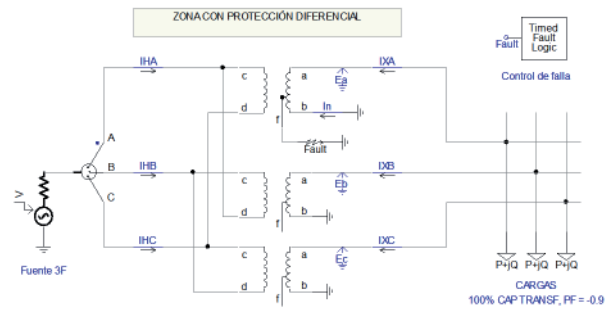 ZONA CON PROTECCIÓN DIFERENCIAL
Timed
Fault
Logic
Fault
Control de falla
IHA
c
d
a
b
f
Ea
In
IXA
Fault
A
B
C
IHB
c
d
a
b
f
Eb
IXB
V
S
Fuente 3F
IHC
c
d
a
b
f
Ec
IXC
P+jQ P+jQ P+jQ
CARGAS
100% CAP TRANSF, PF = -0.9